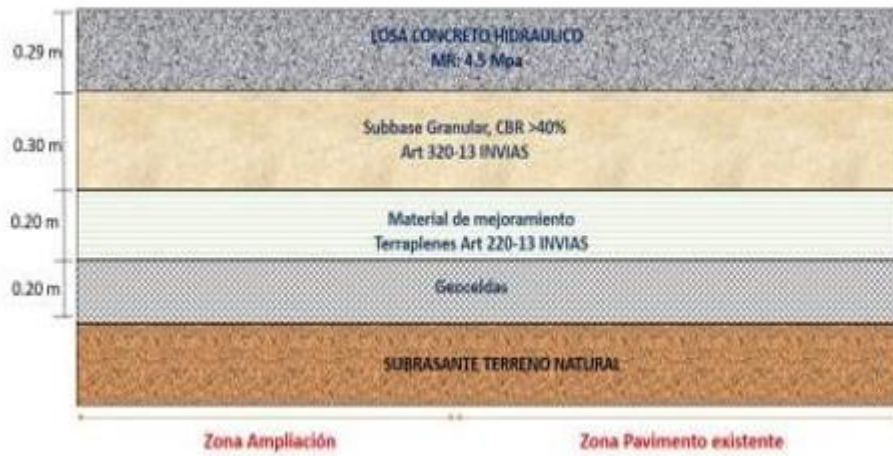 0.29 m
LOSA CONCRETO HIDRAULICO
MR: 4.5 Mpa
0.30 m
Subbase Granular, CBR >40%
Art 320-13 INVIAS
0.20 m
Material de mejoramiento
Terraplenes Art 220-13 INVIAS
0.20 m
Geoceldas
SUBRASANTE TERRENO NATURAL
Zona Ampliación
Zona Pavimento existente